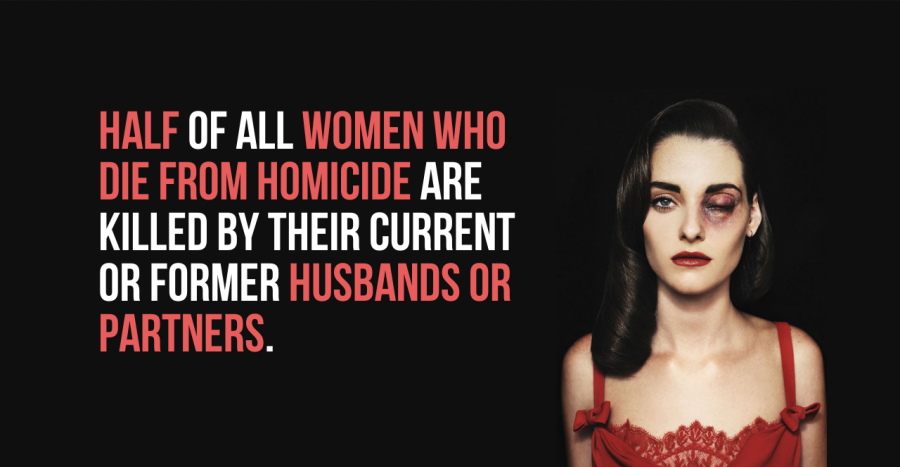 HALF OF ALL WOMEN WHO
DIE FROM HOMICIDE ARE
KILLED BY THEIR CURRENT
OR FORMER HUSBANDS OR
PARTNERS.